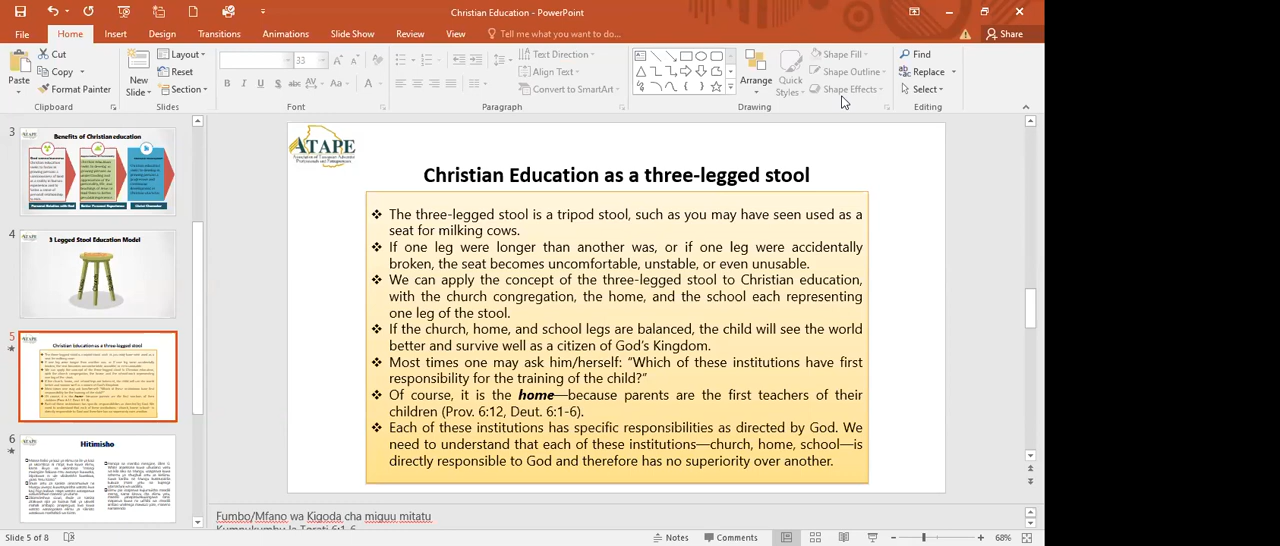 Christian Education - PowerPoint
File Home Insert Design Transitions Animations Slide Show Review View Tell me what you want to do... Share
Cut
Copy
Format Painter
Paste
Clipboard
New
Slide
Layout
Reset
Section
Slides
33
Font
Text Direction
Align Text
Convert to SmartArt
Paragraph
Arrange
Quick
Styles
Shape Fill
Shape Outline
Shape Effects
Drawing
Find
Replace
Select
Editing
3
Benefits of Christian education
4
3 Legged Stool Education Model
5
Christian Education as a three-legged stool
6
Hitimisho
ATAPE
Christian Education as a three-legged stool
❖ The three-legged stool is a tripod stool, such as you may have seen used as a
seat for milking cows.
❖ If one leg were longer than another was, or if one leg were accidentally
broken, the seat becomes uncomfortable, unstable, or even unusable.
❖ We can apply the concept of the three-legged stool to Christian education,
with the church congregation, the home, and the school each representing
one leg of the stool.
❖ If the church, home, and school legs are balanced, the child will see the world
better and survive well as a citizen of God’s Kingdom.
❖ Most times one may ask him/herself: “Which of these institutions have first
responsibility for the training of the child?”
❖ Of course, it is the home—because parents are the first teachers of their
children (Prov. 6:12, Deut. 6:1-6).
❖ Each of these institutions has specific responsibilities as directed by God. We
need to understand that each of these institutions—church, home, school—is
directly responsible to God and therefore has no superiority over another.
Fumbo/Mfano wa Kigoda cha miguu mitatu
Slide 5 of 8 Notes Comments 68%